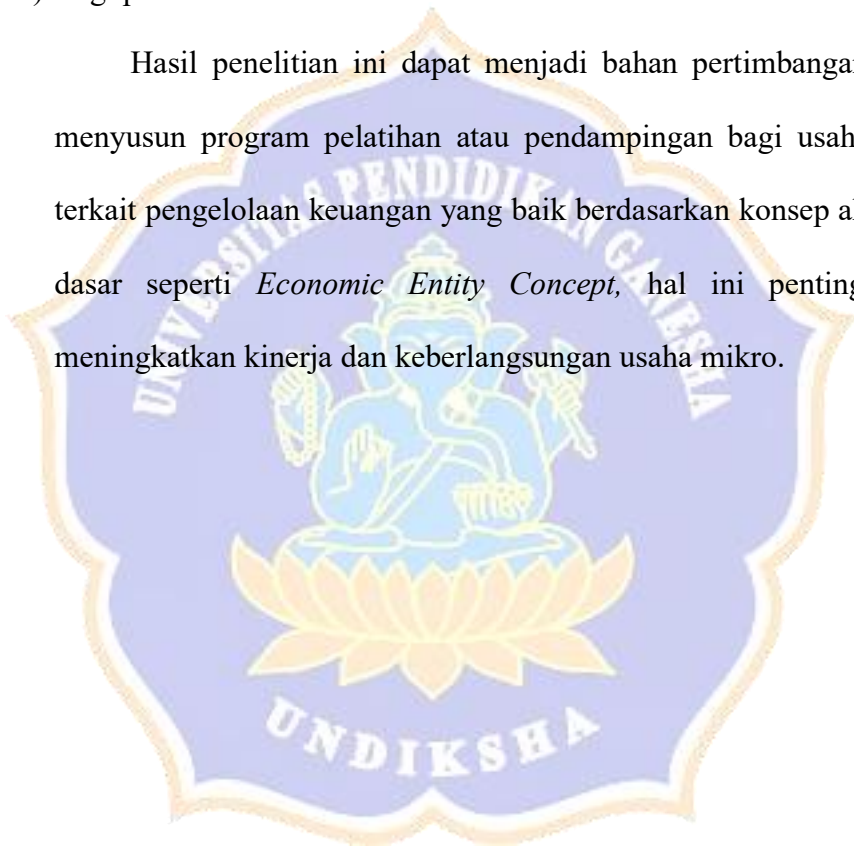 Hasil penelitian ini dapat menjadi bahan pertimbangan
menyusun program pelatihan atau pendampingan bagi
terkait pengelolaan keuangan yang baik berdasarkan konsep
dasar seperti Economic Entity Concept, hal ini penting
meningkatkan kinerja dan keberlangsungan usaha mikro.
UNIVERSITAS PENDIDIKAN GANESHA
UNDIKSHA